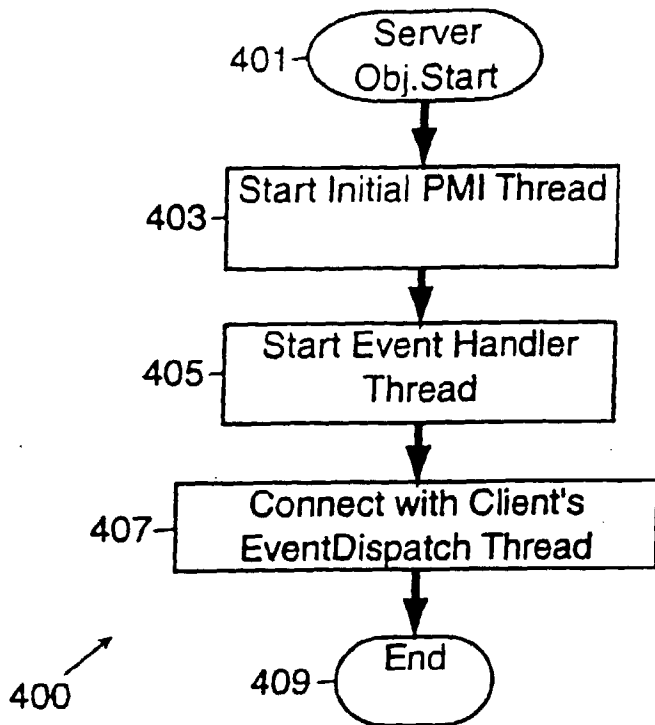 Server
401
Obj.Start
Start Initial PMI Thread
403
Start Event Handler
405
Thread
Connect with Client's
407
EventDispatch Thread
End
409
400